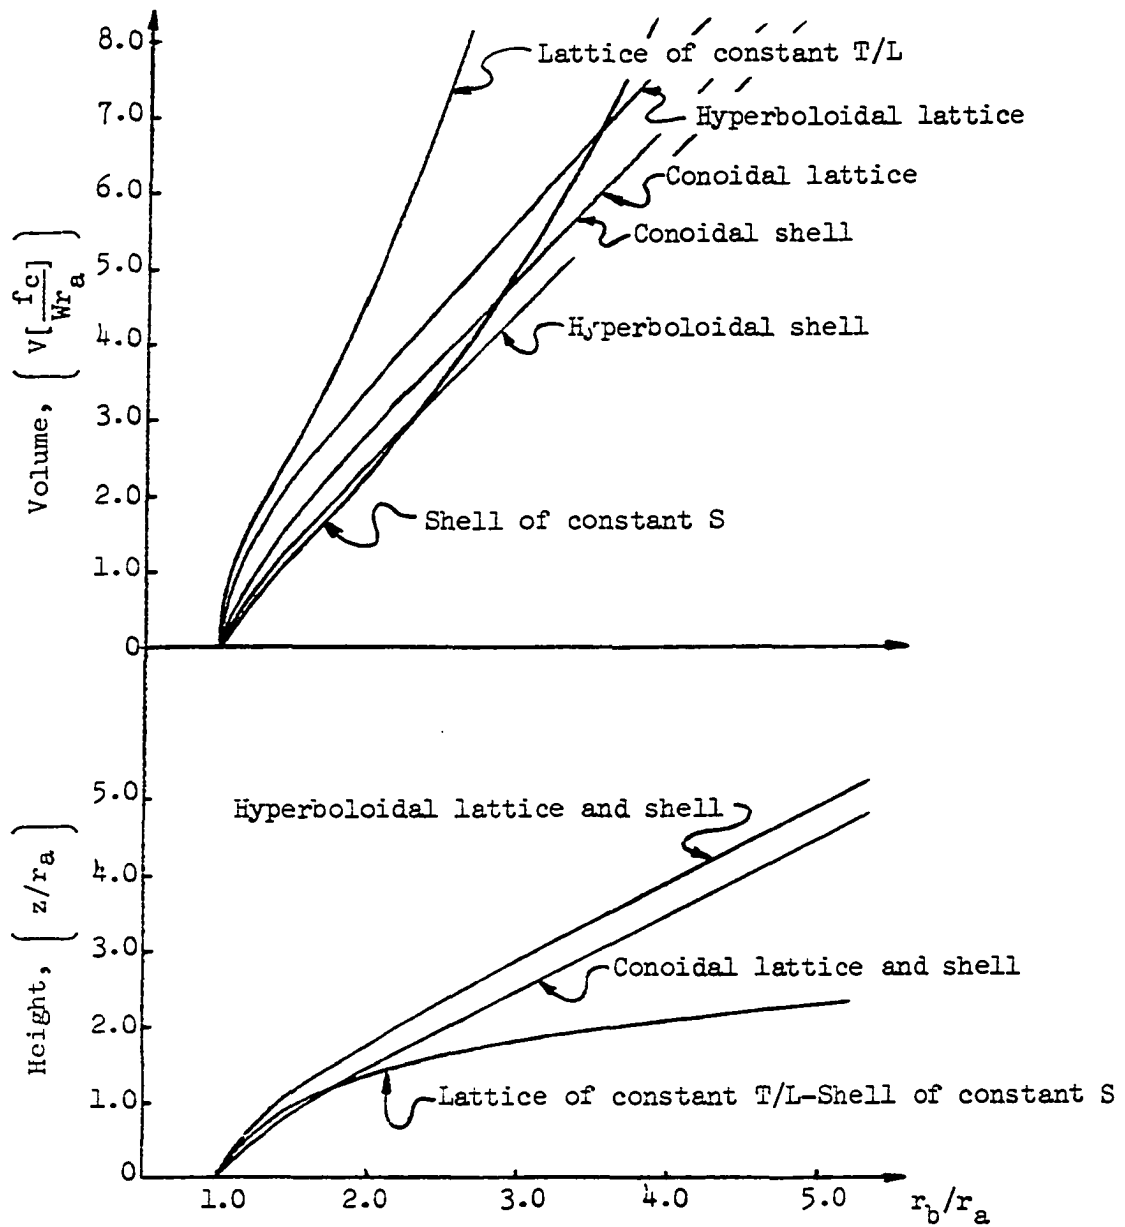 8.0
Lattice of constant T/L
7.0
Hyperboloidal lattice
6.0
Conoidal lattice
Conoidal shell
5.0
Volume, { V[fc/Wra] }
4.0
Hyperboloidal shell
3.0
2.0
Shell of constant S
1.0
0
5.0
Hyperboloidal lattice and shell
Height, { z/ra }
4.0
3.0
Conoidal lattice and shell
2.0
1.0
Lattice of constant T/L-Shell of constant S
0
1.0 2.0 3.0 4.0 5.0 rb/ra